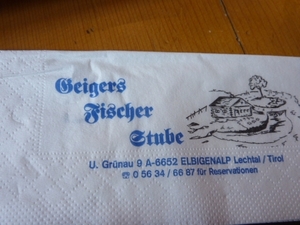 Geigers
Fischer
Stube
U. Grünau 9 A-6652 ELBIGENALP Lechtal / Tirol
☎ 0 56 34 / 66 87 für Reservationen